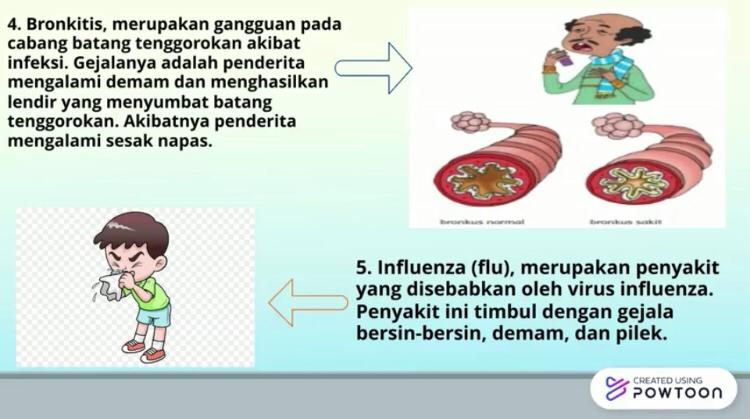 4. Bronkitis, merupakan gangguan pada
cabang batang tenggorokan akibat
infeksi. Gejalanya adalah penderita
mengalami demam dan menghasilkan
lendir yang menyumbat batang
tenggorokan. Akibatnya penderita
mengalami sesak napas.
bronkus normal
bronkus sakit
5. Influenza (flu), merupakan penyakit
yang disebabkan oleh virus influenza.
Penyakit ini timbul dengan gejala
bersin-bersin, demam, dan pilek.
CREATED USING
POWTOON